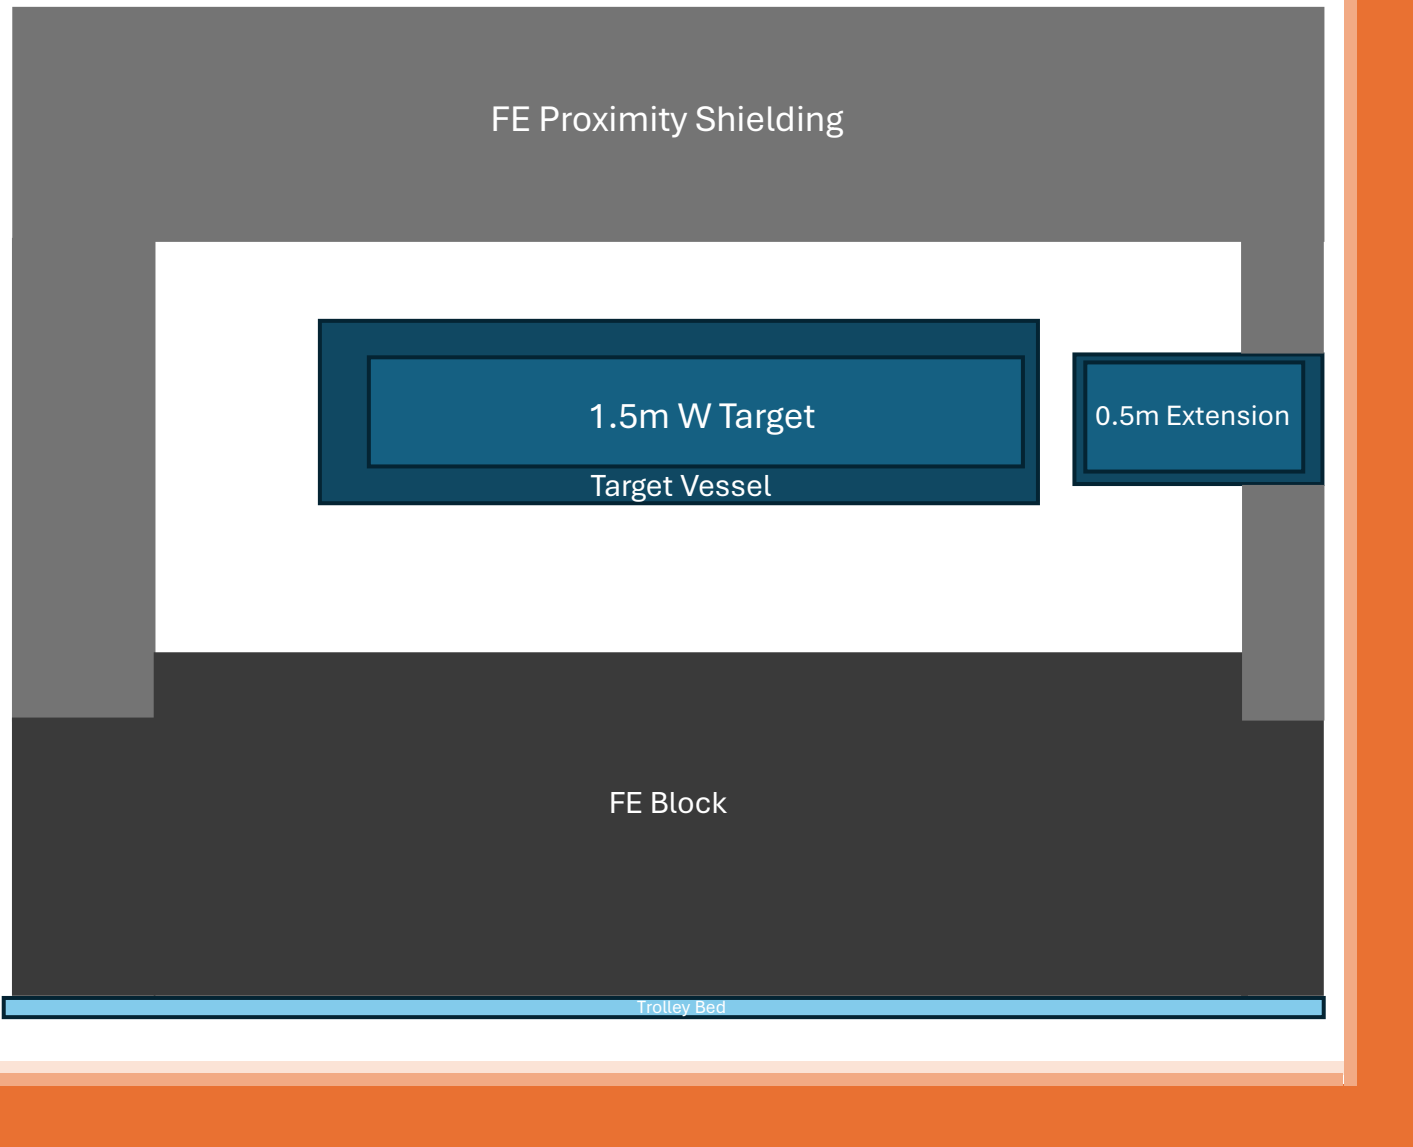 FE Proximity Shielding
1.5m W Target
0.5m Extension
Target Vessel
FE Block
Trolley Bed